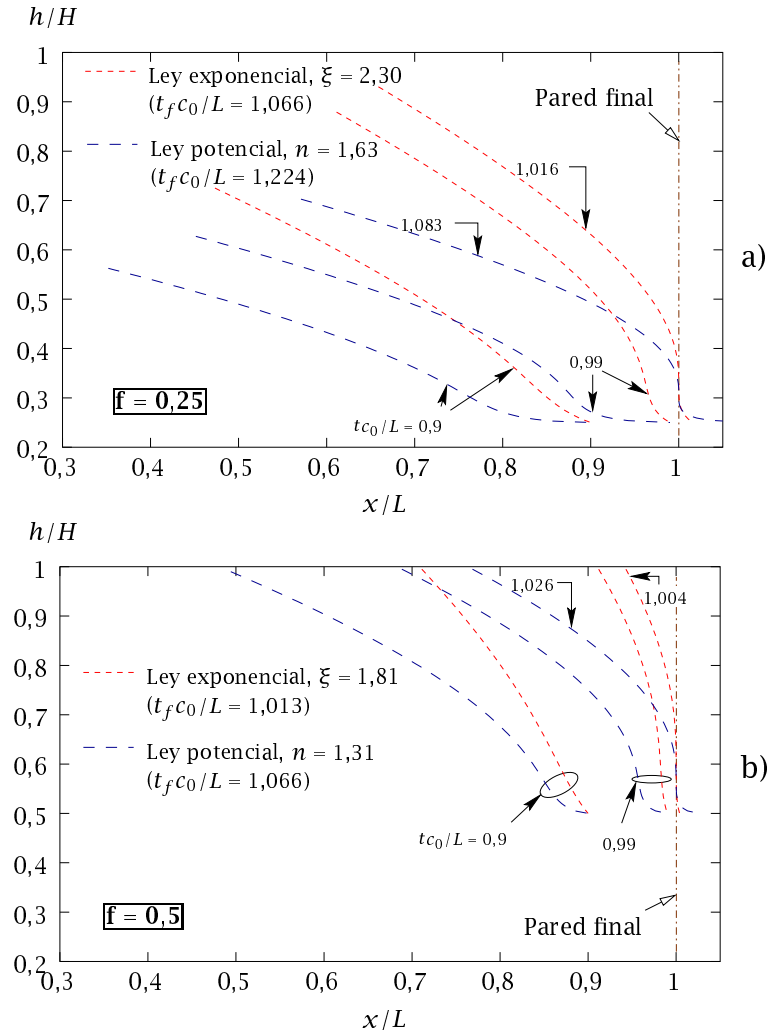 h/H
1
0,9
0,8
0,7
0,6
0,5
0,4
0,3
0,2
Ley exponencial, ξ = 2,30
(t_f c_0/L = 1,066)
Ley potencial, n = 1,63
(t_f c_0/L = 1,224)
Pared final
1,016
1,083
0,99
tc_0/L = 0,9
f = 0,25
a)
0,3 0,4 0,5 0,6 0,7 0,8 0,9 1
x/L
h/H
1
0,9
0,8
0,7
0,6
0,5
0,4
0,3
0,2
1,026
1,004
Ley exponencial, ξ = 1,81
(t_f c_0/L = 1,013)
Ley potencial, n = 1,31
(t_f c_0/L = 1,066)
b)
tc_0/L = 0,9
0,99
f = 0,5
Pared final
0,3 0,4 0,5 0,6 0,7 0,8 0,9 1
x/L